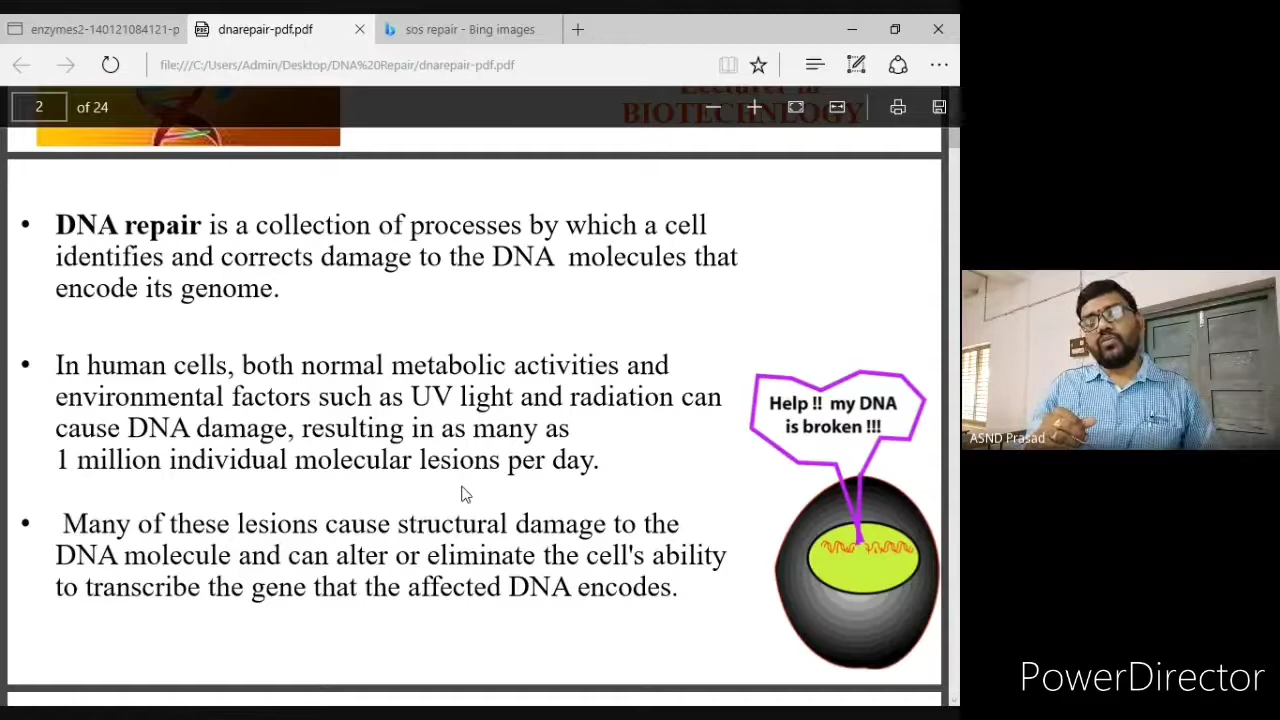 enzymes2-140121084121-p
dnarepair-pdf.pdf
sos repair - Bing images
file:///C:/Users/Admin/Desktop/DNA%20Repair/dnarepair-pdf.pdf
2 of 24
Lecturer in
BIOTECHNLOGY
• DNA repair is a collection of processes by which a cell
identifies and corrects damage to the DNA molecules that
encode its genome.
• In human cells, both normal metabolic activities and
environmental factors such as UV light and radiation can
cause DNA damage, resulting in as many as
1 million individual molecular lesions per day.
Help !! my DNA
is broken !!!
• Many of these lesions cause structural damage to the
DNA molecule and can alter or eliminate the cell's ability
to transcribe the gene that the affected DNA encodes.
ASND Prasad
PowerDirector